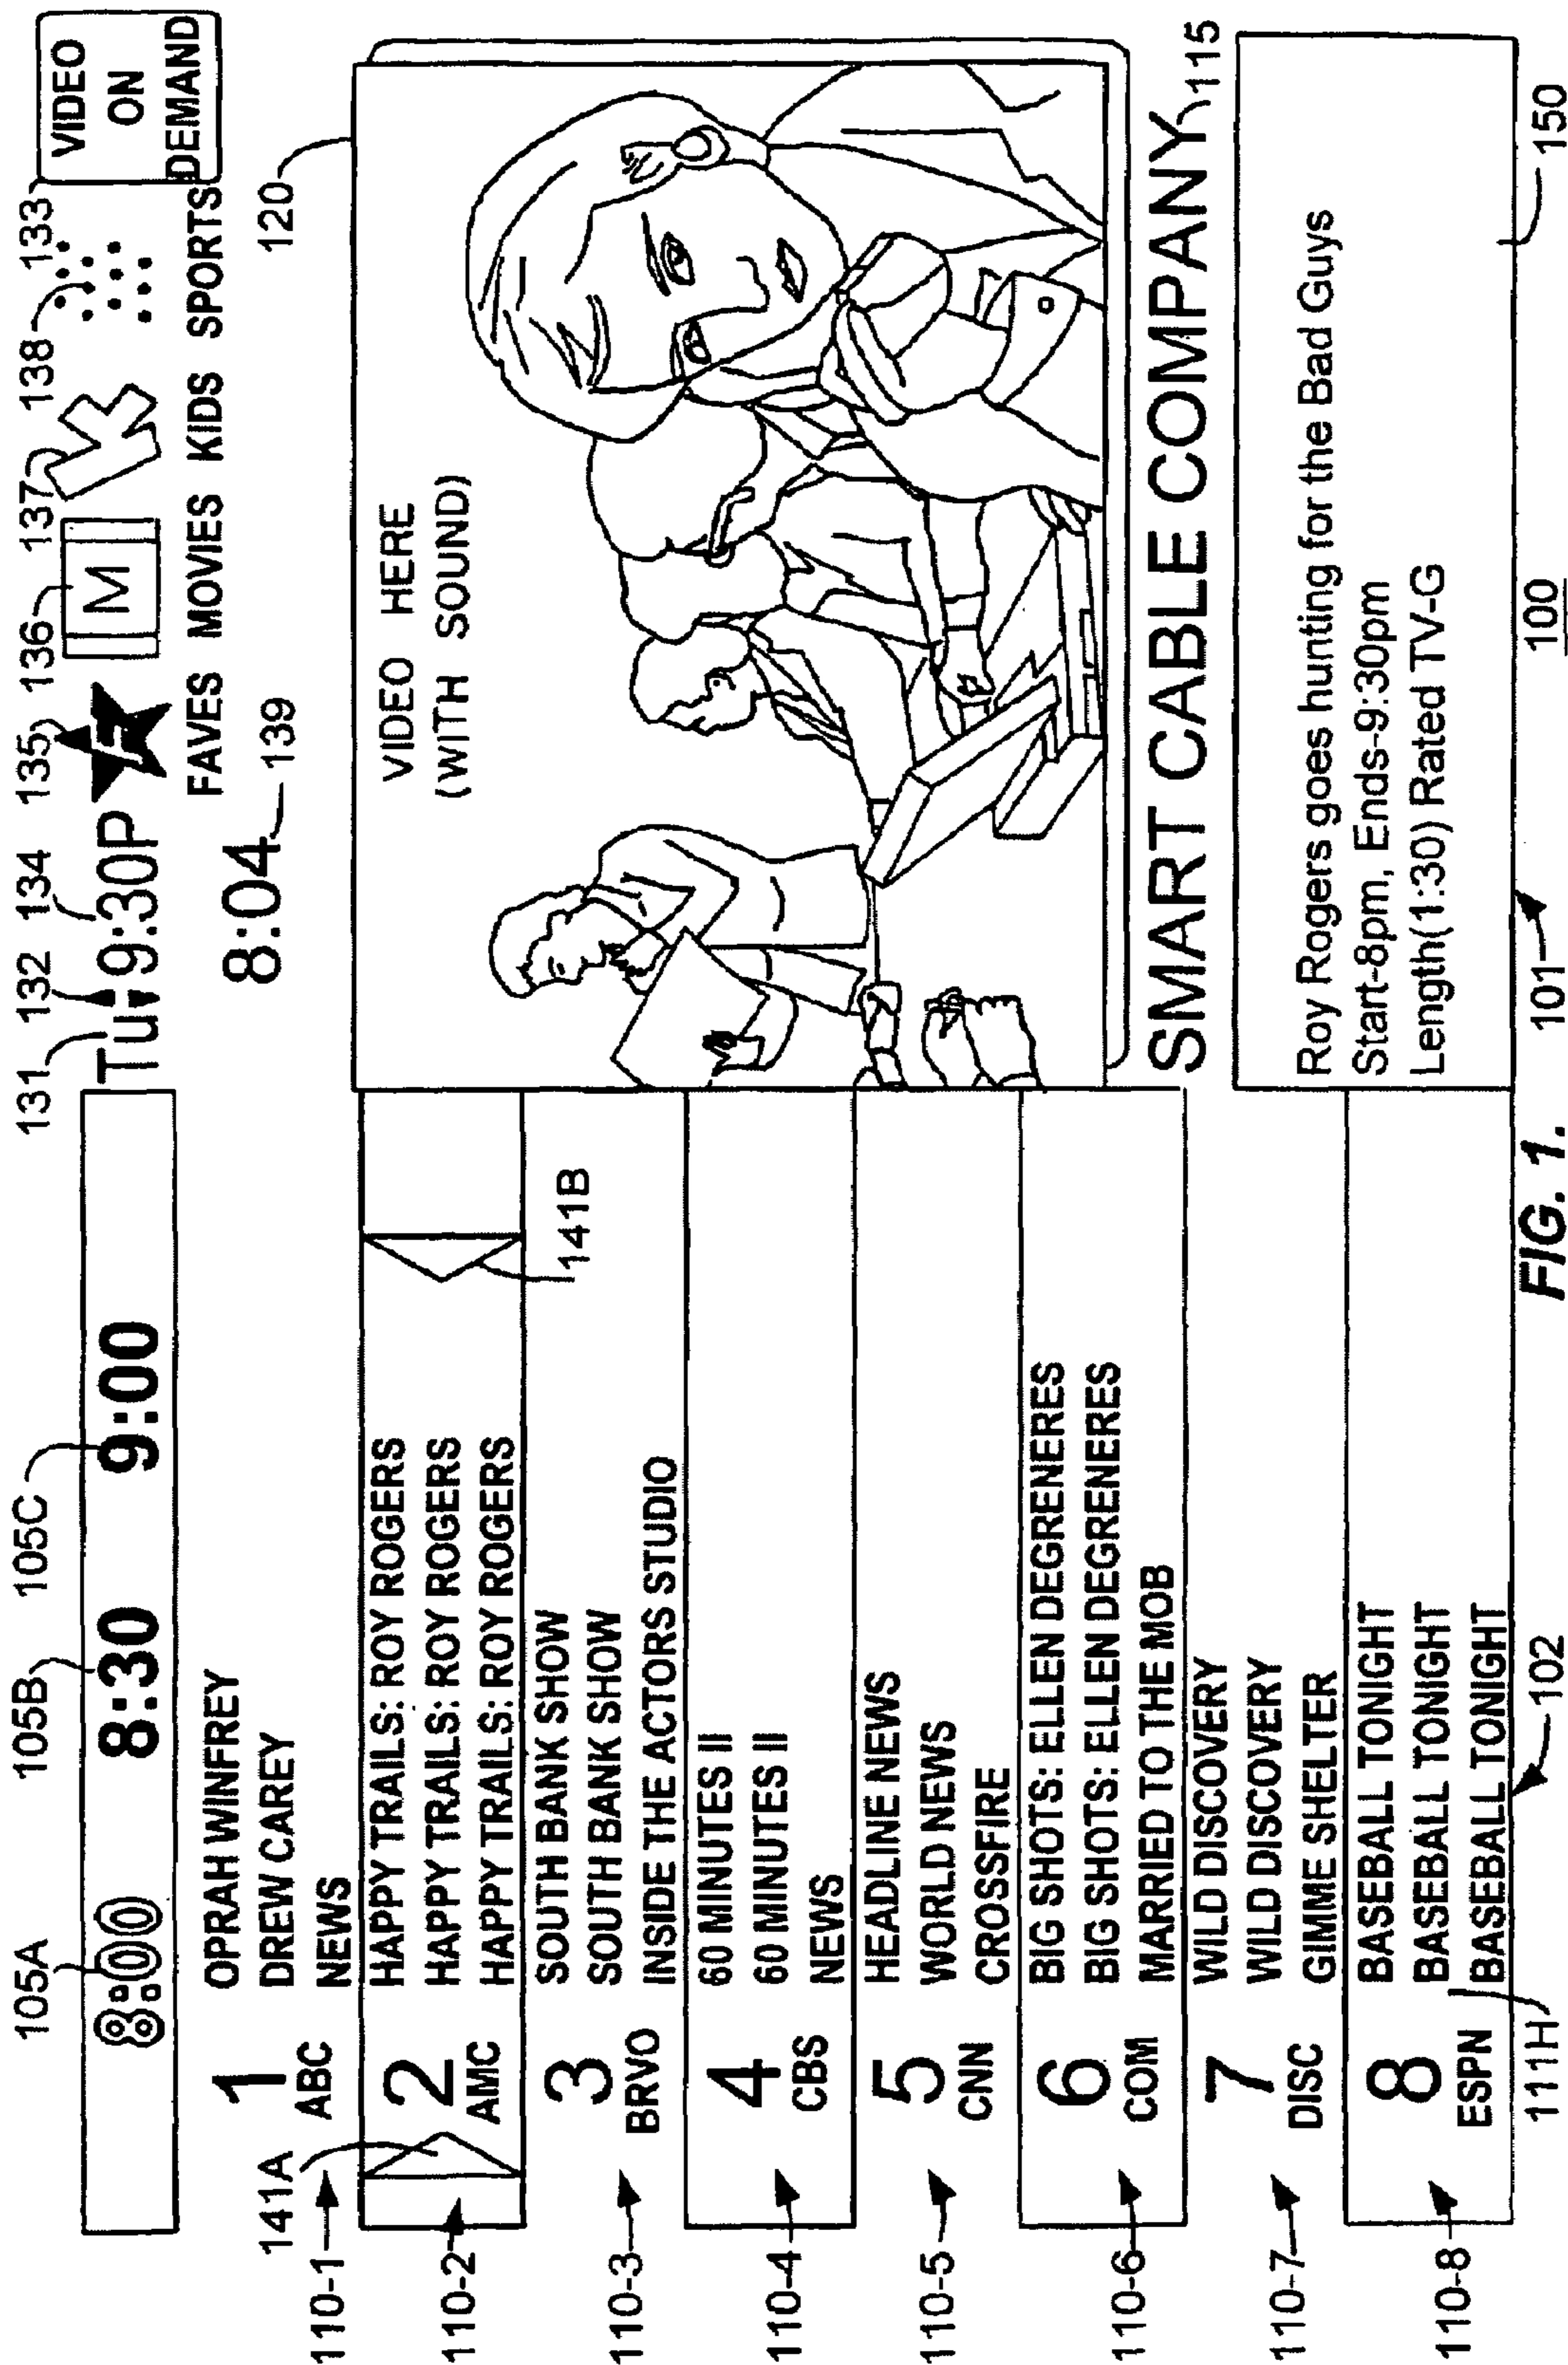 105A
105B
105C
131
132
134
135
136
137
138
133
8:00
8:30
9:00
Tu
9:30P
M
VIDEO
ON
DEMAND
FAVES
MOVIES
KIDS
SPORTS
8:04
139
120
110-1
1
ABC
OPRAH WINFREY
DREW CAREY
NEWS
141A
110-2
2
AMC
HAPPY TRAILS: ROY ROGERS
HAPPY TRAILS: ROY ROGERS
HAPPY TRAILS: ROY ROGERS
141B
110-3
3
BRVO
SOUTH BANK SHOW
SOUTH BANK SHOW
INSIDE THE ACTORS STUDIO
110-4
4
CBS
60 MINUTES II
60 MINUTES II
NEWS
110-5
5
CNN
HEADLINE NEWS
WORLD NEWS
CROSSFIRE
110-6
6
COM
BIG SHOTS: ELLEN DEGRENERES
BIG SHOTS: ELLEN DEGRENERES
MARRIED TO THE MOB
110-7
7
DISC
WILD DISCOVERY
WILD DISCOVERY
GIMME SHELTER
110-8
8
ESPN
BASEBALL TONIGHT
BASEBALL TONIGHT
BASEBALL TONIGHT
111H
102
VIDEO HERE
(WITH SOUND)
SMART CABLE COMPANY
115
Roy Rogers goes hunting for the Bad Guys
Start-8pm, Ends-9:30pm
Length(1:30) Rated TV-G
101
100
150
FIG. 1.